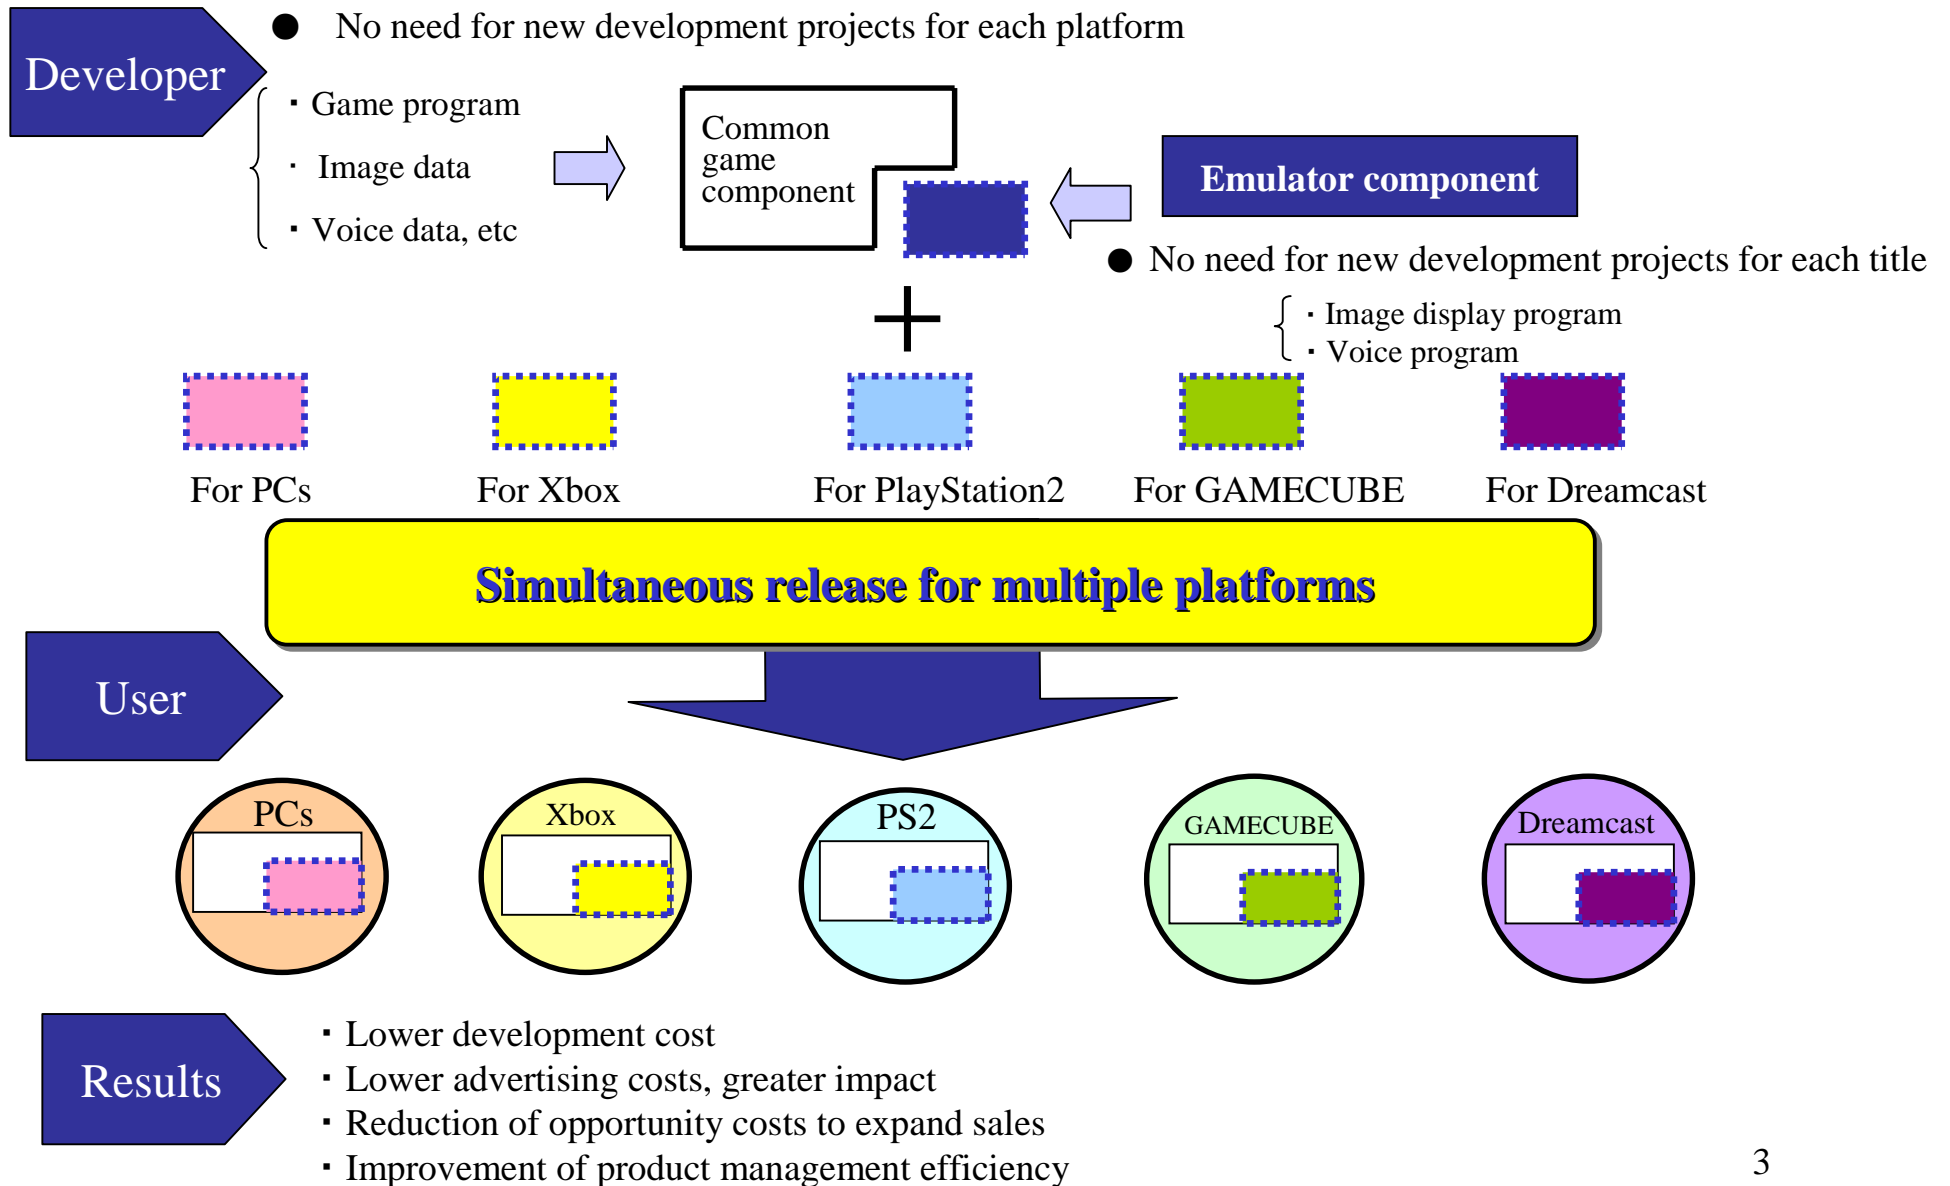 ● No need for new development projects for each platform
Developer
・Game program
・Image data
・Voice data, etc
Common
game
component
Emulator component
● No need for new development projects for each title
・Image display program
・Voice program
+
For PCs
For Xbox
For PlayStation2
For GAMECUBE
For Dreamcast
Simultaneous release for multiple platforms
User
PCs
Xbox
PS2
GAMECUBE
Dreamcast
Results
・Lower development cost
・Lower advertising costs, greater impact
・Reduction of opportunity costs to expand sales
・Improvement of product management efficiency
3